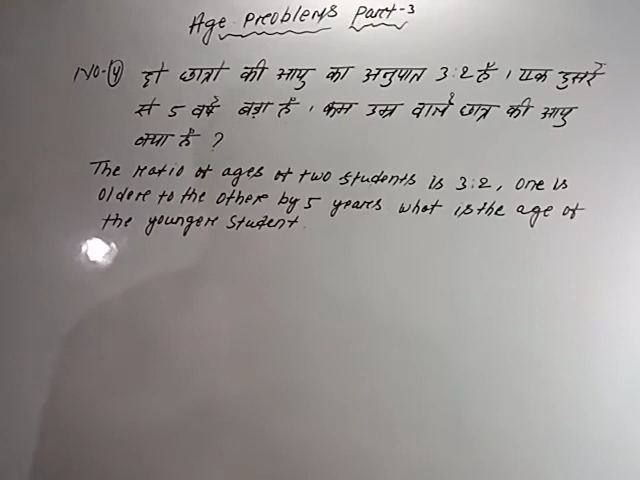 Age Preoblems Part-3
NO-(4) दो छात्रो की आयु का अनुपात 3:2 है। एक दुसरे
से 5 वर्ष बड़ा है। कम उम्र वाले छात्र की आयु
क्या है ?
The ratio of ages of two students is 3:2, one is
oldere to the othere by 5 years what is the age of
the youngere student.